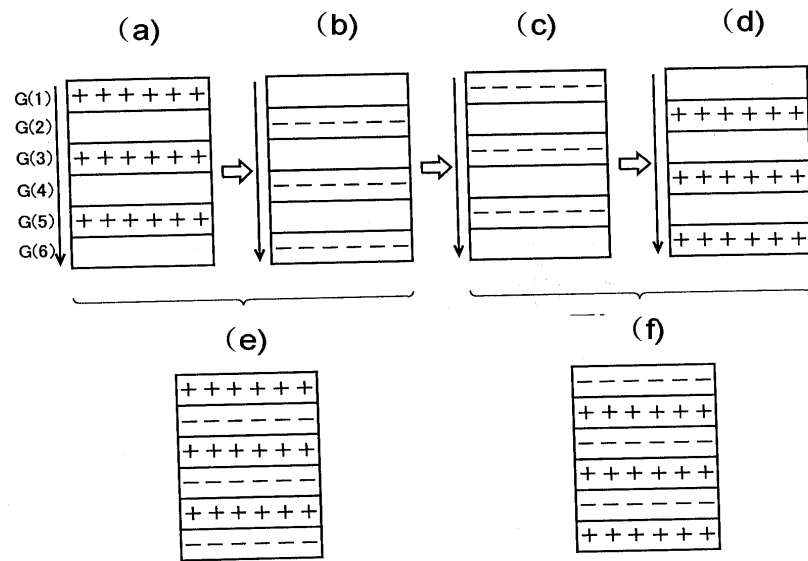 (a) (b) (c) (d)
G(1) + + + + + + − − − − − −
G(2) − − − − − − + + + + + +
G(3) + + + + + + − − − − − −
G(4) − − − − − − + + + + + +
G(5) + + + + + + − − − − − −
G(6) − − − − − − + + + + + +
(e) (f)
+ + + + + + − − − − − −
− − − − − − + + + + + +
+ + + + + + − − − − − −
− − − − − − + + + + + +
+ + + + + + − − − − − −
− − − − − − + + + + + +